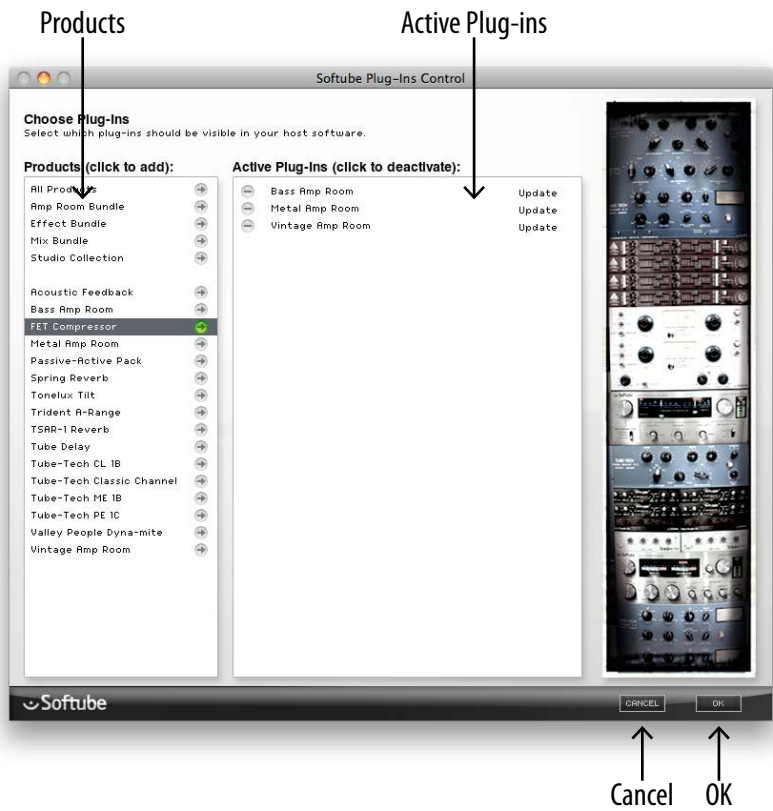 Products
Active Plug-ins
Softube Plug-Ins Control
Choose Plug-Ins
Select which plug-ins should be visible in your host software.
Products (click to add):
Active Plug-Ins (click to deactivate):
All Products
Amp Room Bundle
Effect Bundle
Mix Bundle
Studio Collection
Acoustic Feedback
Bass Amp Room
FET Compressor
Metal Amp Room
Passive-Active Pack
Spring Reverb
Tonelux Tilt
Trident A-Range
TSAR-1 Reverb
Tube Delay
Tube-Tech CL 1B
Tube-Tech Classic Channel
Tube-Tech ME 1B
Tube-Tech PE 1C
Valley People Dyna-mite
Vintage Amp Room
Bass Amp Room Update
Metal Amp Room Update
Vintage Amp Room Update
Softube
CANCEL
OK
Cancel
OK